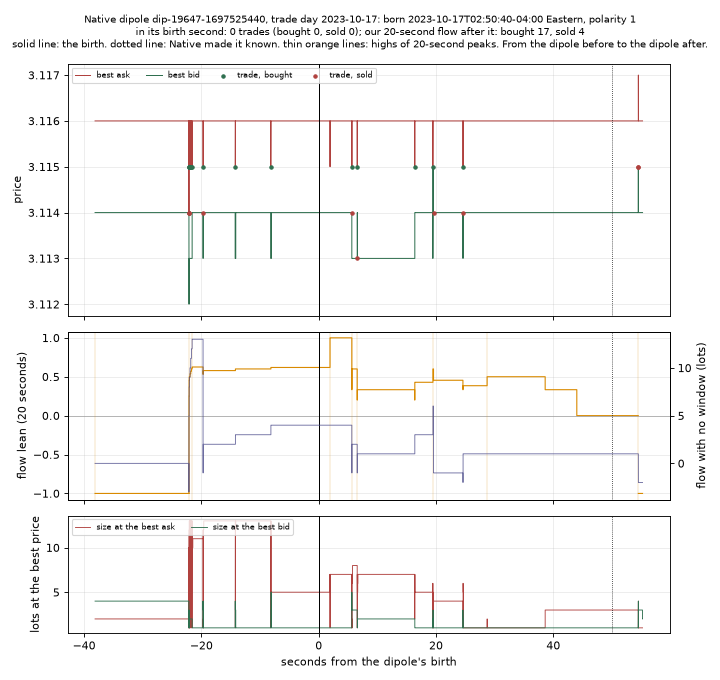 Native dipole dip-19647-1697525440, trade day 2023-10-17: born 2023-10-17T02:50:40-04:00 Eastern, polarity 1
in its birth second: 0 trades (bought 0, sold 0); our 20-second flow after it: bought 17, sold 4
solid line: the birth. dotted line: Native made it known. thin orange lines: highs of 20-second peaks. From the dipole before to the dipole after.
best ask
best bid
trade, bought
trade, sold
3.117
3.116
3.115
3.114
3.113
3.112
price
1.0
0.5
0.0
−0.5
−1.0
flow lean (20 seconds)
10
5
0
flow with no window (lots)
size at the best ask
size at the best bid
10
5
lots at the best price
−40
−20
0
20
40
60
seconds from the dipole's birth